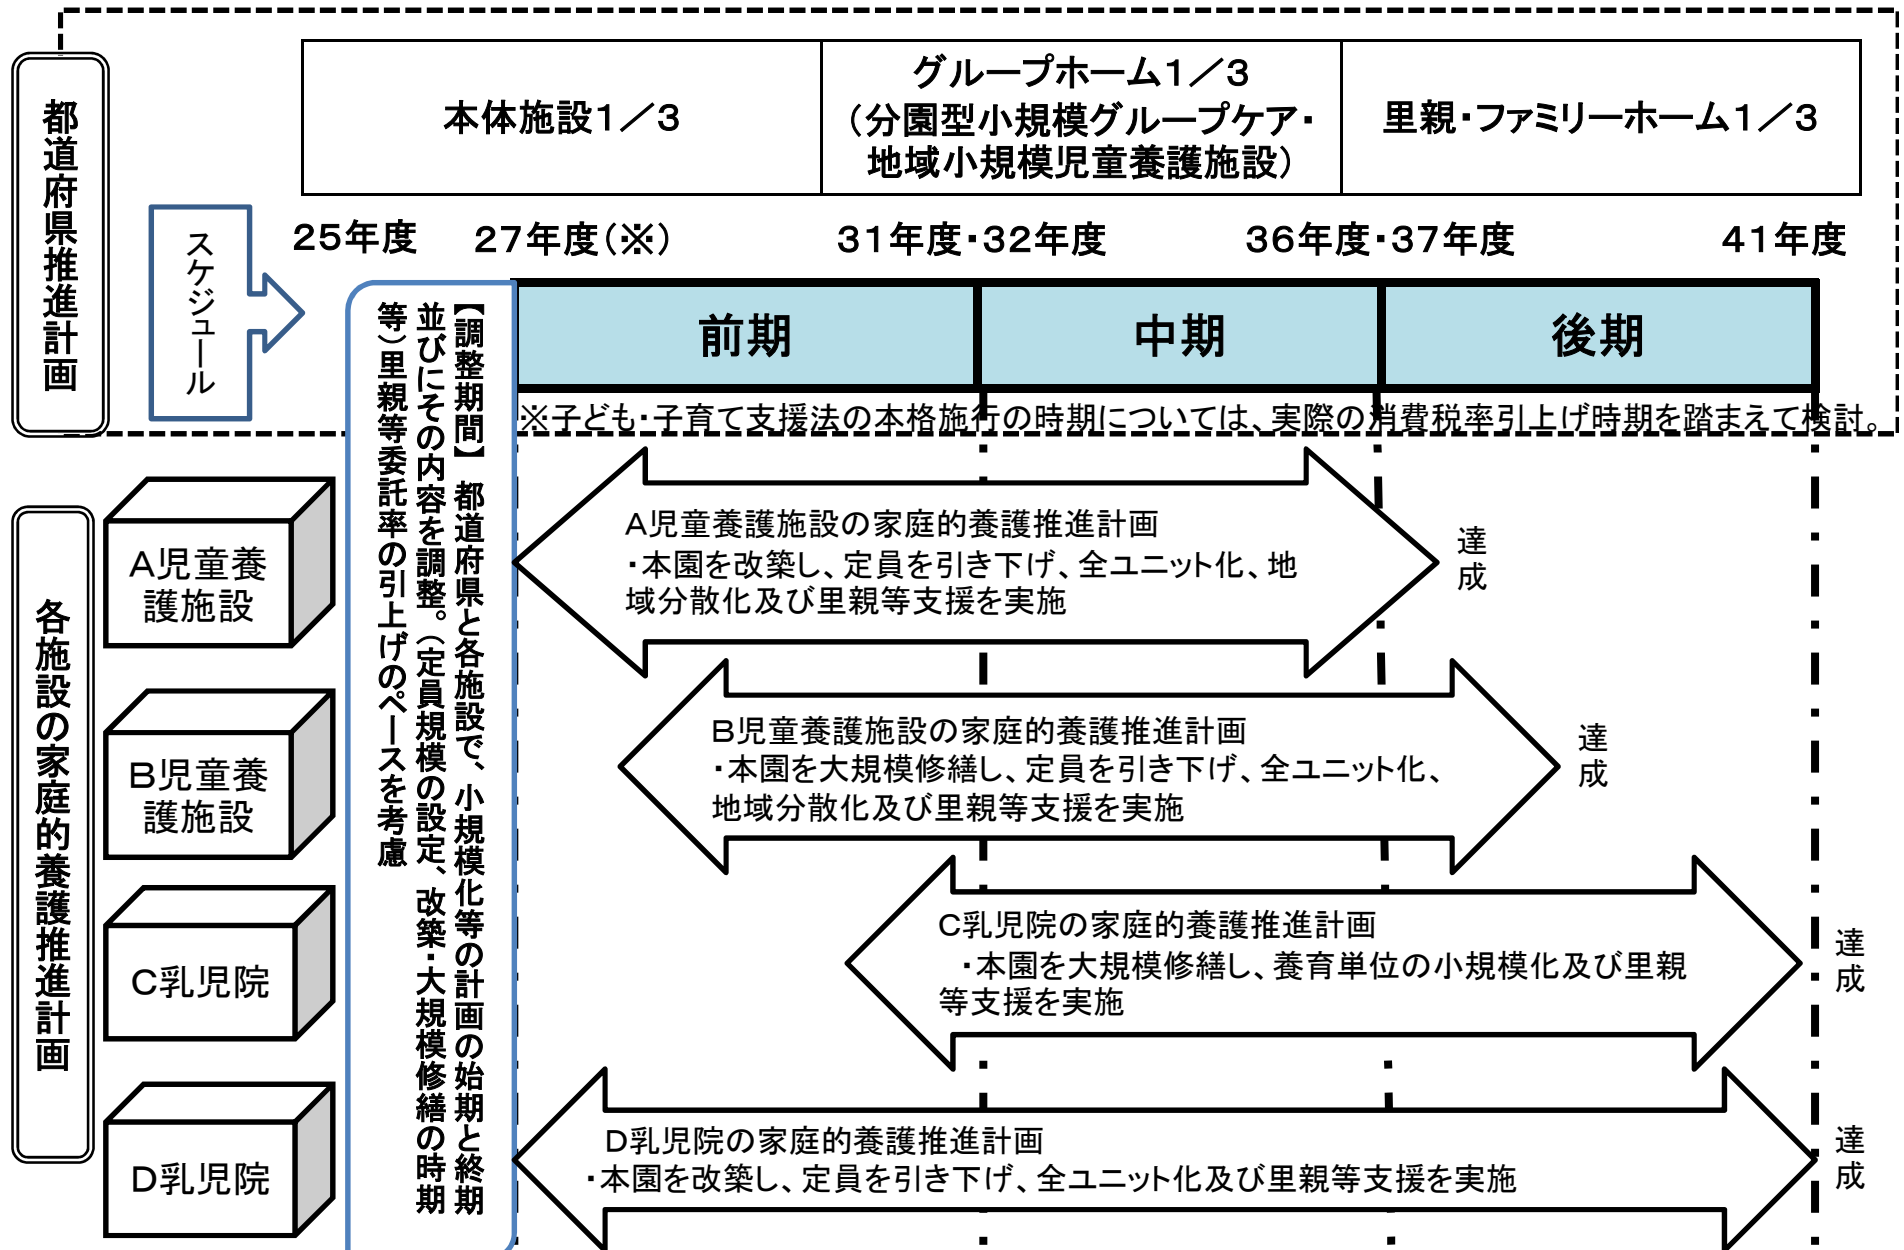 都道府県推進計画
本体施設1/3
グループホーム1/3
(分園型小規模グループケア・
地域小規模児童養護施設)
里親・ファミリーホーム1/3
スケジュール
25年度
27年度(※)
31年度・32年度
36年度・37年度
41年度
前期
中期
後期
※子ども・子育て支援法の本格施行の時期については、実際の消費税率引上げ時期を踏まえて検討。
【調整期間】 都道府県と各施設で、小規模化等の計画の始期と終期
並びにその内容を調整。(定員規模の設定、改築・大規模修繕の時期
等)里親等委託率の引上げのペースを考慮
各施設の家庭的養護推進計画
A児童養
護施設
A児童養護施設の家庭的養護推進計画
・本園を改築し、定員を引き下げ、全ユニット化、地
域分散化及び里親等支援を実施
達成
B児童養
護施設
B児童養護施設の家庭的養護推進計画
・本園を大規模修繕し、定員を引き下げ、全ユニット化、
地域分散化及び里親等支援を実施
達成
C乳児院
C乳児院の家庭的養護推進計画
・本園を大規模修繕し、養育単位の小規模化及び里親
等支援を実施
達成
D乳児院
D乳児院の家庭的養護推進計画
・本園を改築し、定員を引き下げ、全ユニット化及び里親等支援を実施
達成